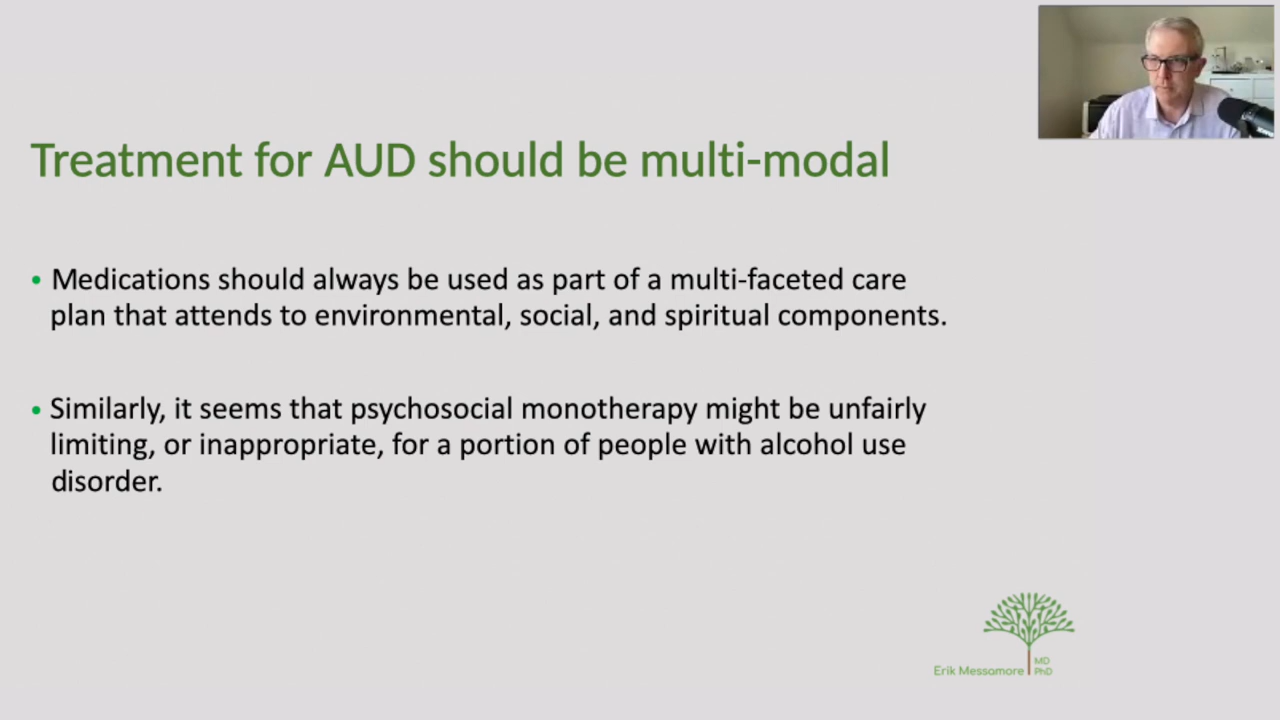 Treatment for AUD should be multi-modal
• Medications should always be used as part of a multi-faceted care
plan that attends to environmental, social, and spiritual components.
• Similarly, it seems that psychosocial monotherapy might be unfairly
limiting, or inappropriate, for a portion of people with alcohol use
disorder.
MD
Erik Messamore PhD